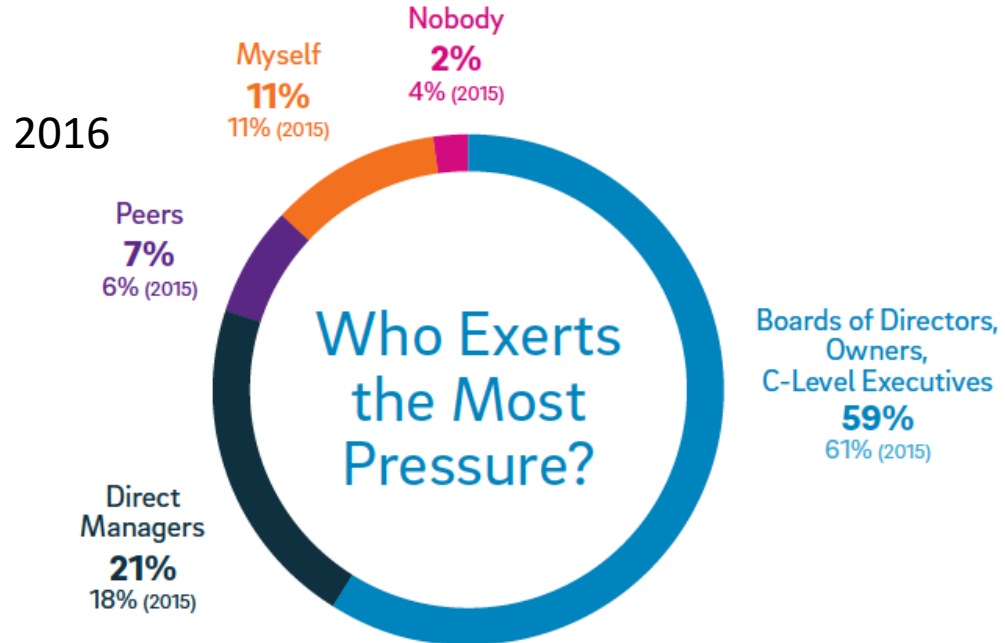 2016
Nobody
2%
4% (2015)
Myself
11%
11% (2015)
Peers
7%
6% (2015)
Who Exerts
the Most
Pressure?
Boards of Directors,
Owners,
C-Level Executives
59%
61% (2015)
Direct
Managers
21%
18% (2015)